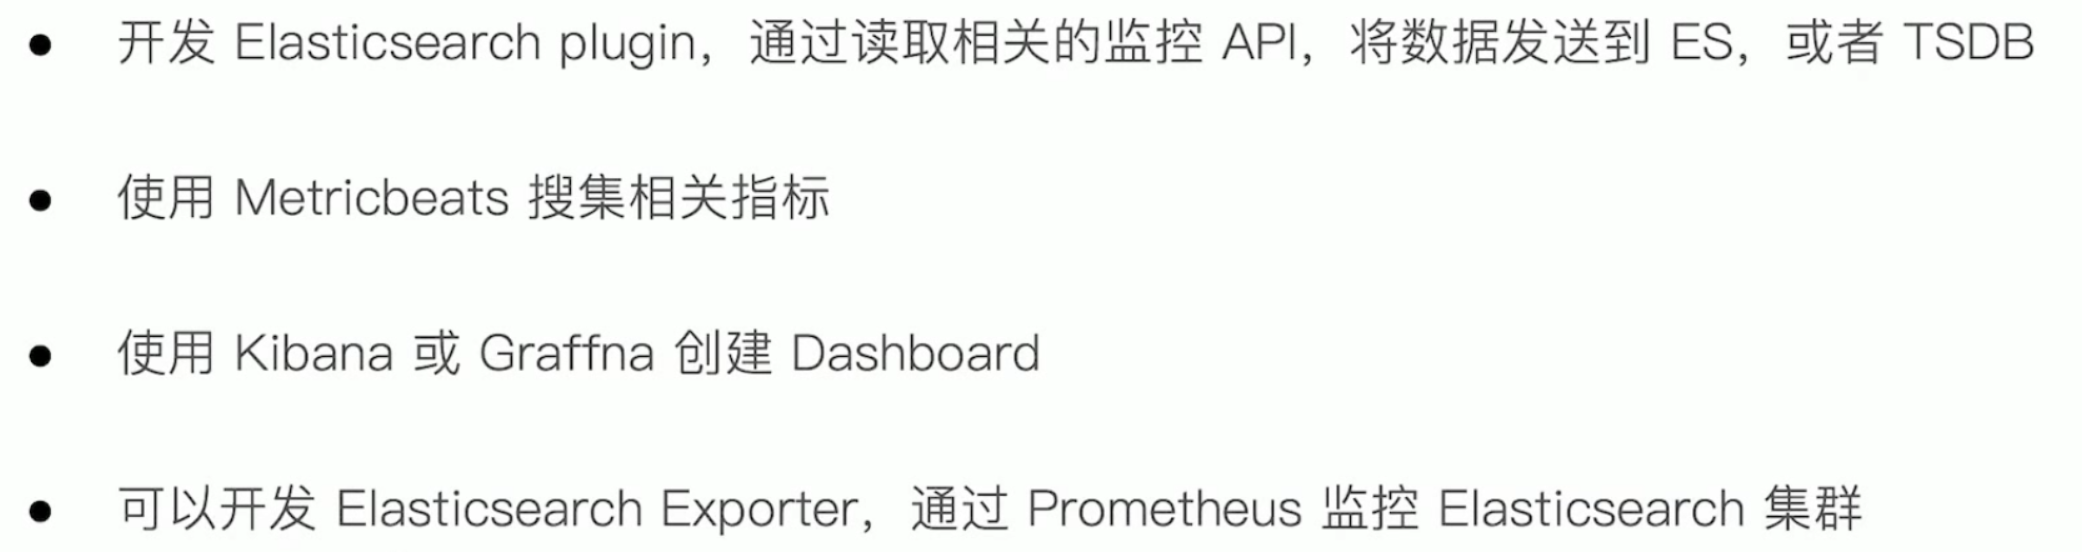 ● 开发 Elasticsearch plugin，通过读取相关的监控 API，将数据发送到 ES，或者 TSDB
● 使用 Metricbeats 搜集相关指标
● 使用 Kibana 或 Graffna 创建 Dashboard
● 可以开发 Elasticsearch Exporter，通过 Prometheus 监控 Elasticsearch 集群